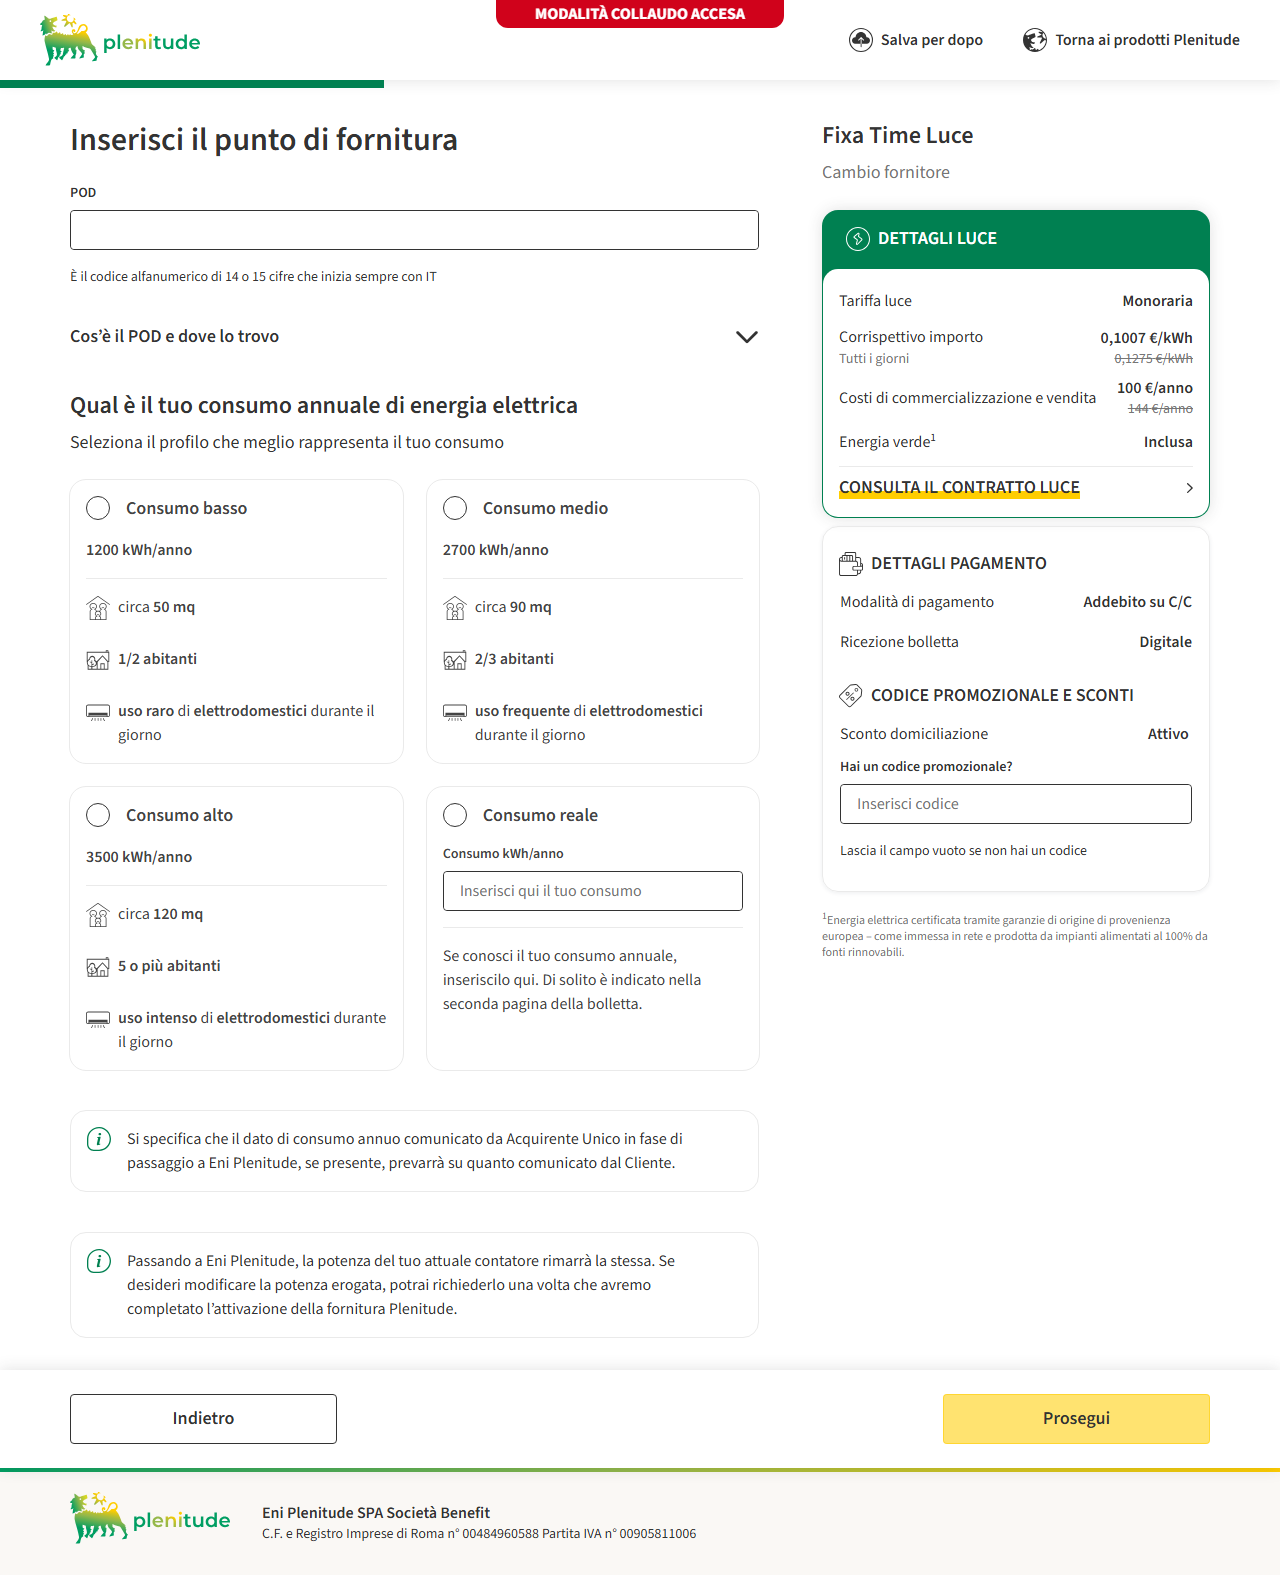 MODALITÀ COLLAUDO ACCESA
plenitude
Salva per dopo
Torna ai prodotti Plenitude
Inserisci il punto di fornitura
POD
È il codice alfanumerico di 14 o 15 cifre che inizia sempre con IT
Cos’è il POD e dove lo trovo
Qual è il tuo consumo annuale di energia elettrica
Seleziona il profilo che meglio rappresenta il tuo consumo
Consumo basso
1200 kWh/anno
circa 50 mq
1/2 abitanti
uso raro di elettrodomestici durante il
giorno
Consumo medio
2700 kWh/anno
circa 90 mq
2/3 abitanti
uso frequente di elettrodomestici
durante il giorno
Consumo alto
3500 kWh/anno
circa 120 mq
5 o più abitanti
uso intenso di elettrodomestici durante
il giorno
Consumo reale
Consumo kWh/anno
Inserisci qui il tuo consumo
Se conosci il tuo consumo annuale,
inseriscilo qui. Di solito è indicato nella
seconda pagina della bolletta.
Si specifica che il dato di consumo annuo comunicato da Acquirente Unico in fase di
passaggio a Eni Plenitude, se presente, prevarrà su quanto comunicato dal Cliente.
Passando a Eni Plenitude, la potenza del tuo attuale contatore rimarrà la stessa. Se
desideri modificare la potenza erogata, potrai richiederlo una volta che avremo
completato l’attivazione della fornitura Plenitude.
Fixa Time Luce
Cambio fornitore
DETTAGLI LUCE
Tariffa luce Monoraria
Corrispettivo importo 0,1007 €/kWh
Tutti i giorni 0,1275 €/kWh
Costi di commercializzazione e vendita 100 €/anno
144 €/anno
Energia verde1 Inclusa
CONSULTA IL CONTRATTO LUCE
DETTAGLI PAGAMENTO
Modalità di pagamento Addebito su C/C
Ricezione bolletta Digitale
CODICE PROMOZIONALE E SCONTI
Sconto domiciliazione Attivo
Hai un codice promozionale?
Inserisci codice
Lascia il campo vuoto se non hai un codice
1Energia elettrica certificata tramite garanzie di origine di provenienza
europea – come immessa in rete e prodotta da impianti alimentati al 100% da
fonti rinnovabili.
Indietro
Prosegui
plenitude
Eni Plenitude SPA Società Benefit
C.F. e Registro Imprese di Roma n° 00484960588 Partita IVA n° 00905811006